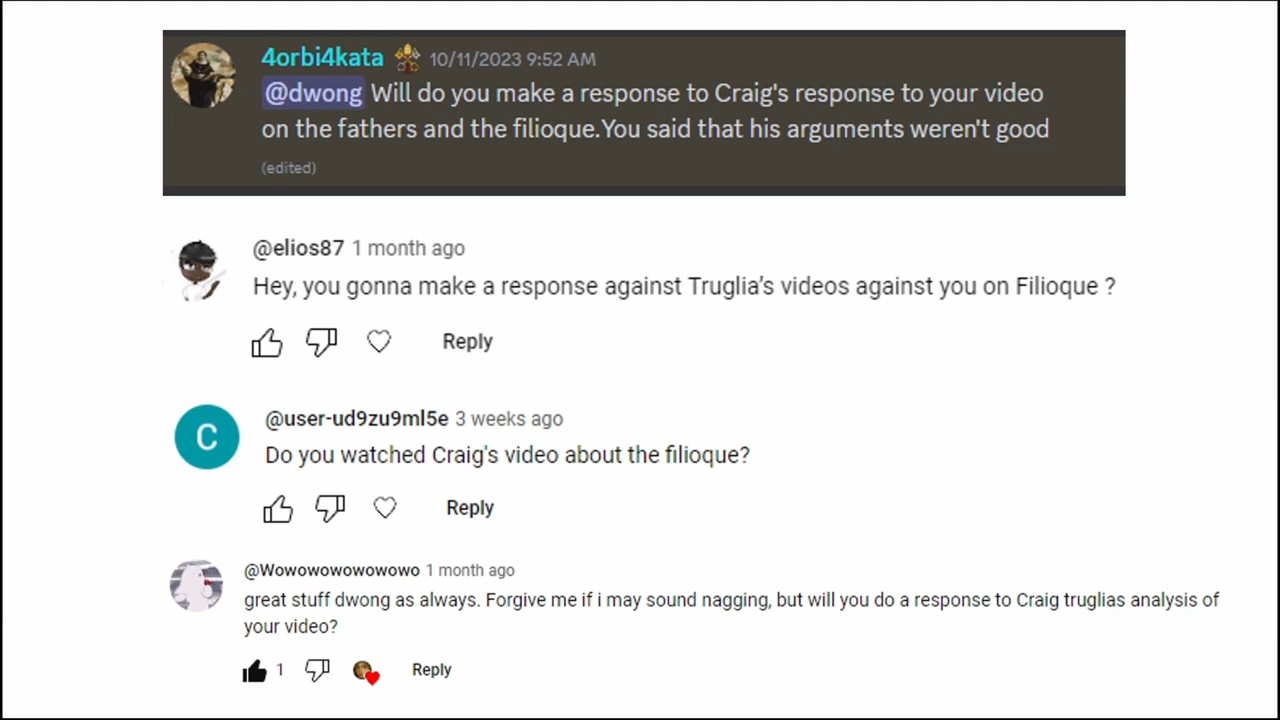 4orbi4kata 10/11/2023 9:52 AM
@dwong Will do you make a response to Craig's response to your video
on the fathers and the filioque.You said that his arguments weren't good
(edited)
@elios87 1 month ago
Hey, you gonna make a response against Truglia’s videos against you on Filioque ?
Reply
C
@user-ud9zu9ml5e 3 weeks ago
Do you watched Craig's video about the filioque?
Reply
@Wowowowowowowo 1 month ago
great stuff dwong as always. Forgive me if i may sound nagging, but will you do a response to Craig truglias analysis of
your video?
1 Reply